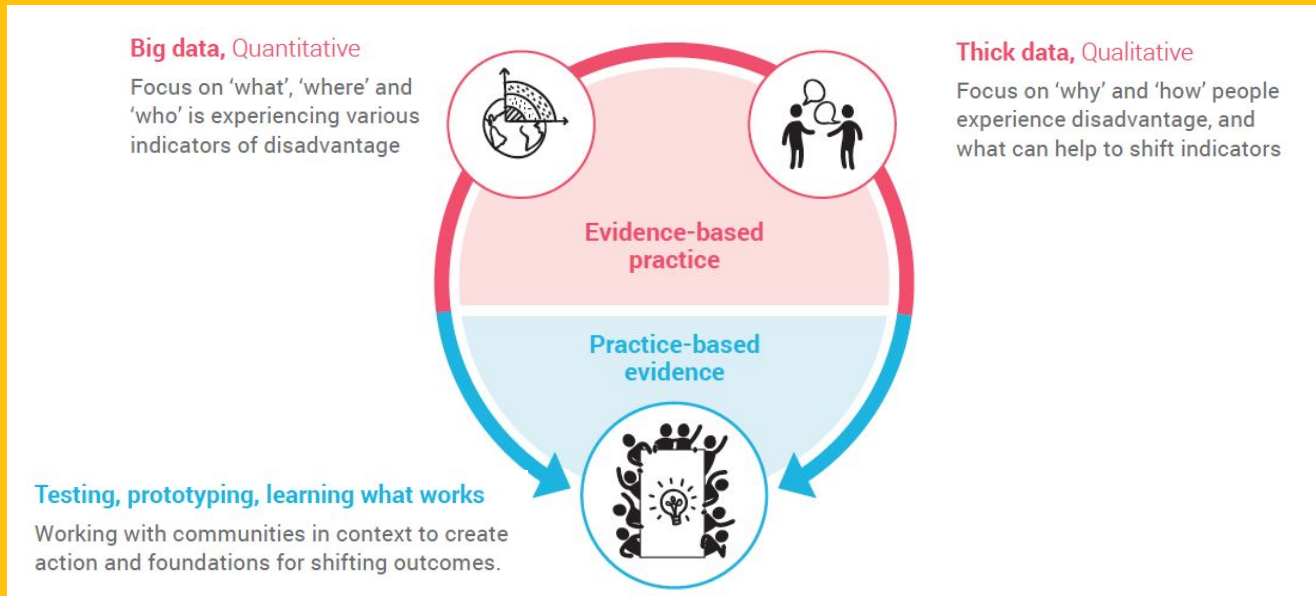 Big data, Quantitative
Focus on ‘what’, ‘where’ and
‘who’ is experiencing various
indicators of disadvantage
Thick data, Qualitative
Focus on ‘why’ and ‘how’ people
experience disadvantage, and
what can help to shift indicators
Evidence-based
practice
Practice-based
evidence
Testing, prototyping, learning what works
Working with communities in context to create
action and foundations for shifting outcomes.